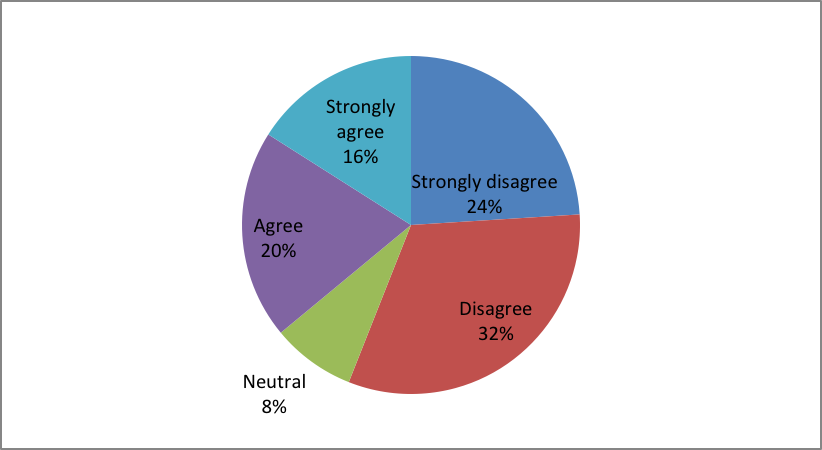 Strongly
agree
16%
Strongly disagree
24%
Agree
20%
Disagree
32%
Neutral
8%